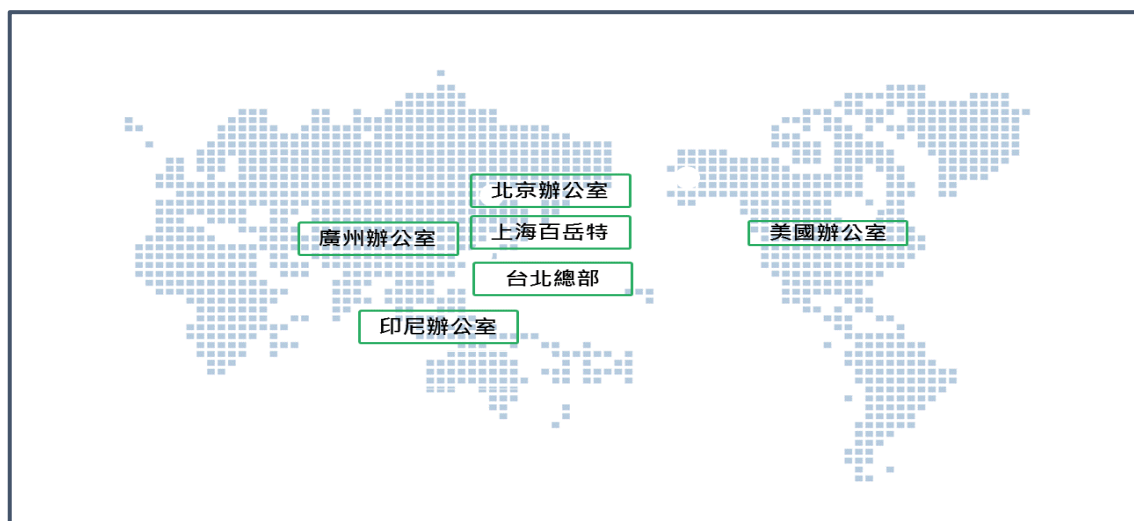 北京辦公室
上海百岳特
廣州辦公室
美國辦公室
台北總部
印尼辦公室